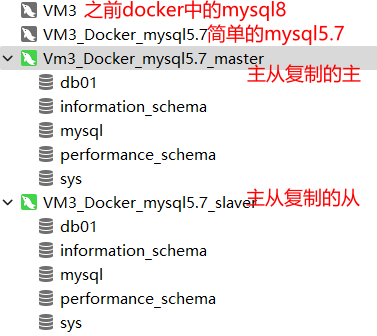 VM3 之前docker中的mysql8
VM3_Docker_mysql5.7 简单的mysql5.7
Vm3_Docker_mysql5.7_master
主从复制的主
db01
information_schema
mysql
performance_schema
sys
VM3_Docker_mysql5.7_slaver 主从复制的从
db01
information_schema
mysql
performance_schema
sys